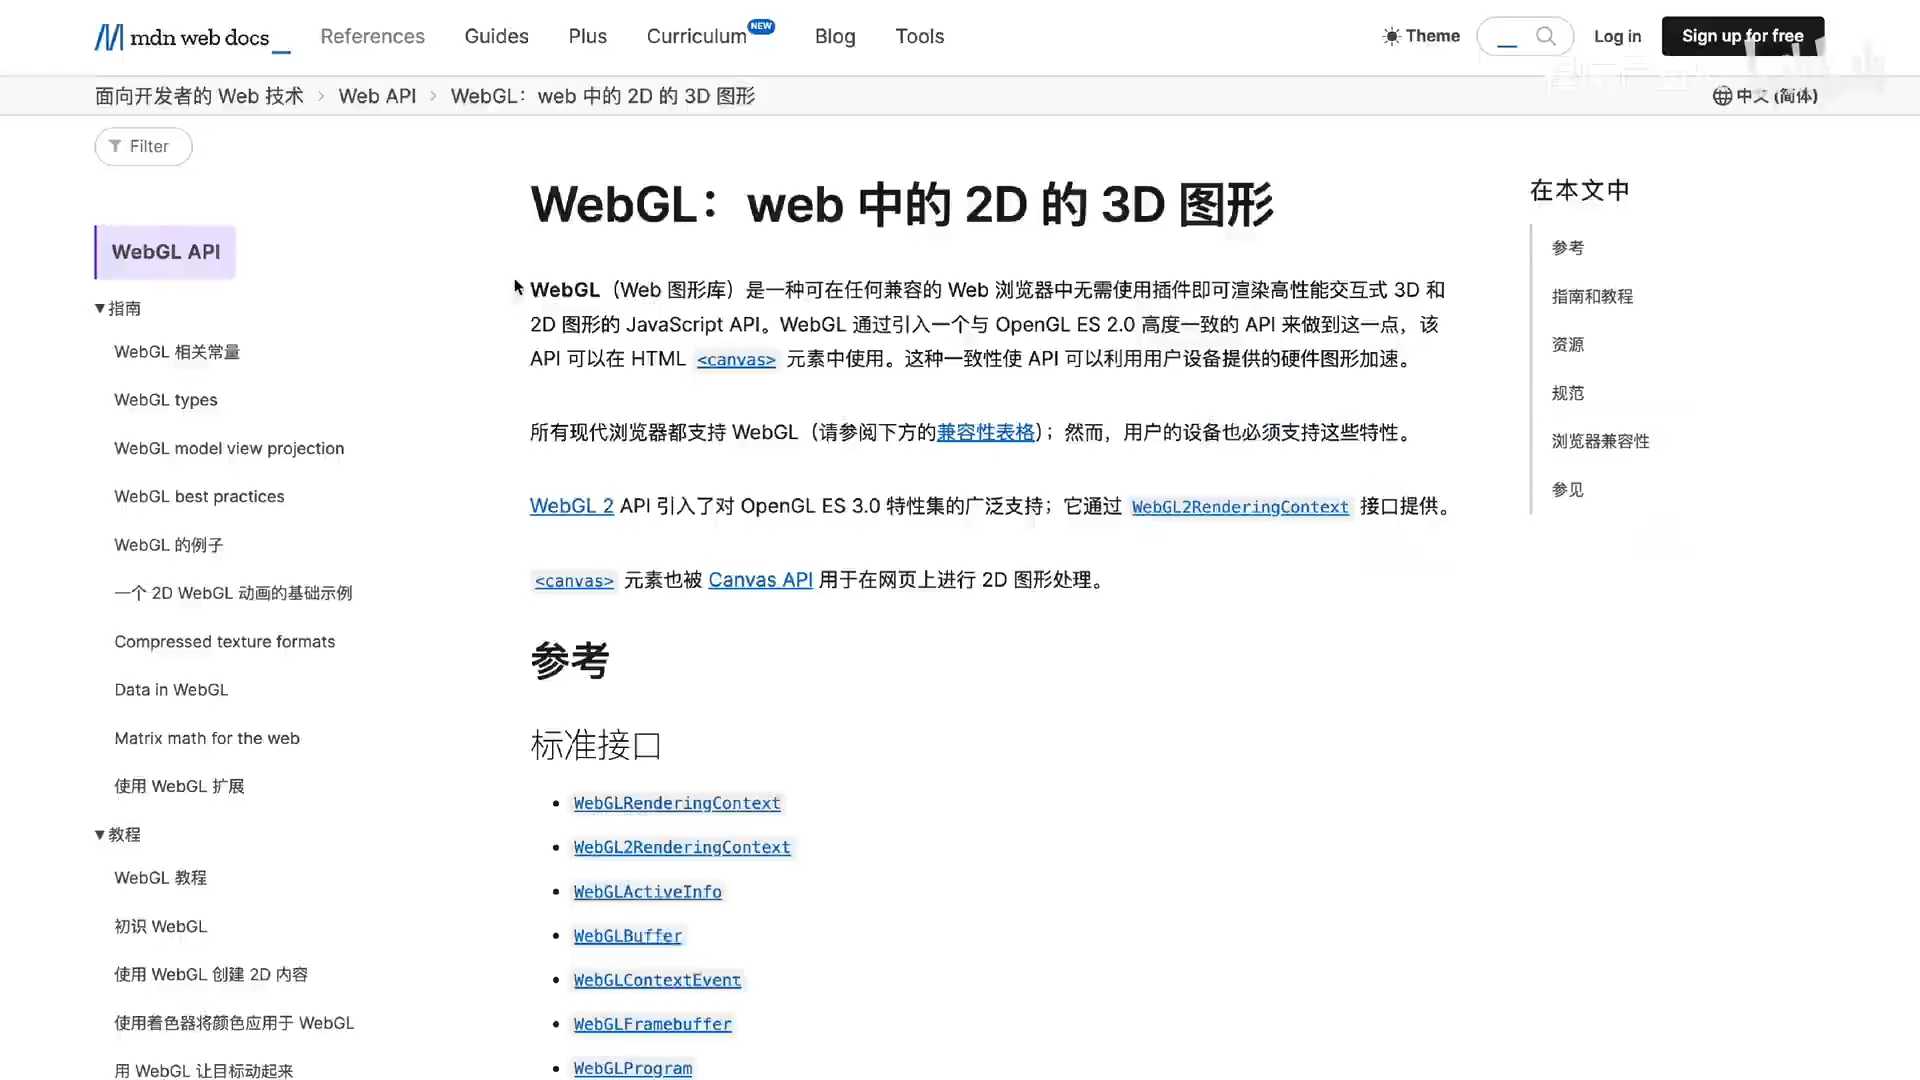 mdn web docs
References
Guides
Plus
Curriculum
NEW
Blog
Tools
Theme
Log in
Sign up for free
面向开发者的 Web 技术
Web API
WebGL：web 中的 2D 的 3D 图形
中文 (简体)
Filter
WebGL API
指南
WebGL 相关常量
WebGL types
WebGL model view projection
WebGL best practices
WebGL 的例子
一个 2D WebGL 动画的基础示例
Compressed texture formats
Data in WebGL
Matrix math for the web
使用 WebGL 扩展
教程
WebGL 教程
初识 WebGL
使用 WebGL 创建 2D 内容
使用着色器将颜色应用于 WebGL
用 WebGL 让目标动起来
WebGL：web 中的 2D 的 3D 图形
WebGL（Web 图形库）是一种可在任何兼容的 Web 浏览器中无需使用插件即可渲染高性能交互式 3D 和
2D 图形的 JavaScript API。WebGL 通过引入一个与 OpenGL ES 2.0 高度一致的 API 来做到这一点，该
API 可以在 HTML <canvas> 元素中使用。这种一致性使 API 可以利用用户设备提供的硬件图形加速。
所有现代浏览器都支持 WebGL（请参阅下方的兼容性表格）；然而，用户的设备也必须支持这些特性。
WebGL 2 API 引入了对 OpenGL ES 3.0 特性集的广泛支持；它通过 WebGL2RenderingContext 接口提供。
<canvas> 元素也被 Canvas API 用于在网页上进行 2D 图形处理。
参考
标准接口
WebGLRenderingContext
WebGL2RenderingContext
WebGLActiveInfo
WebGLBuffer
WebGLContextEvent
WebGLFramebuffer
WebGLProgram
在本文中
参考
指南和教程
资源
规范
浏览器兼容性
参见